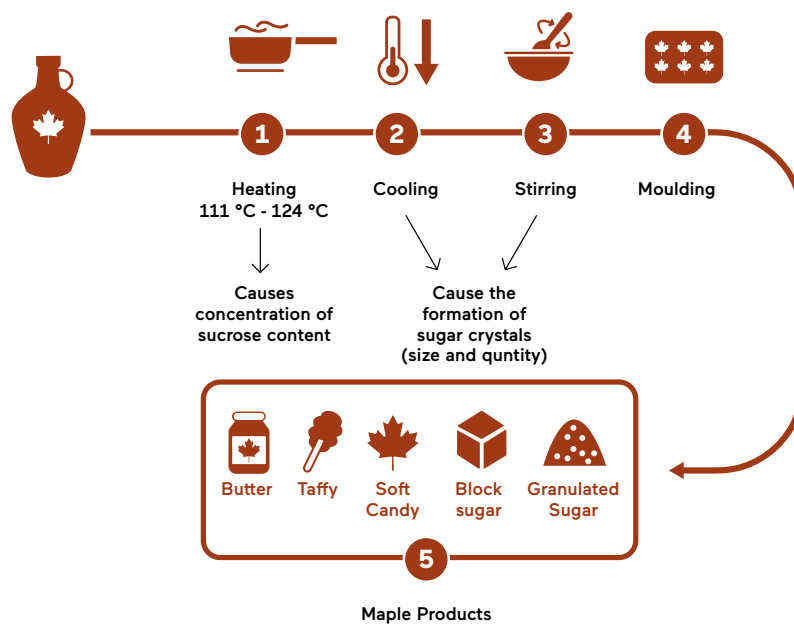 1
2
3
4
Heating
111 °C - 124 °C
Cooling
Stirring
Moulding
Causes
concentration of
sucrose content
Cause the
formation of
sugar crystals
(size and quntity)
Butter
Taffy
Soft
Candy
Block
sugar
Granulated
Sugar
5
Maple Products